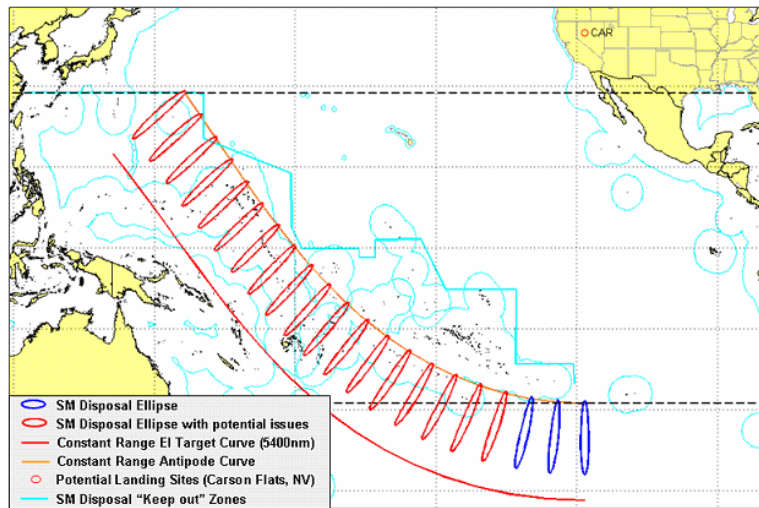 CAR
SM Disposal Ellipse
SM Disposal Ellipse with potential issues
Constant Range EI Target Curve (5400nm)
Constant Range Antipode Curve
Potential Landing Sites (Carson Flats, NV)
SM Disposal “Keep out” Zones